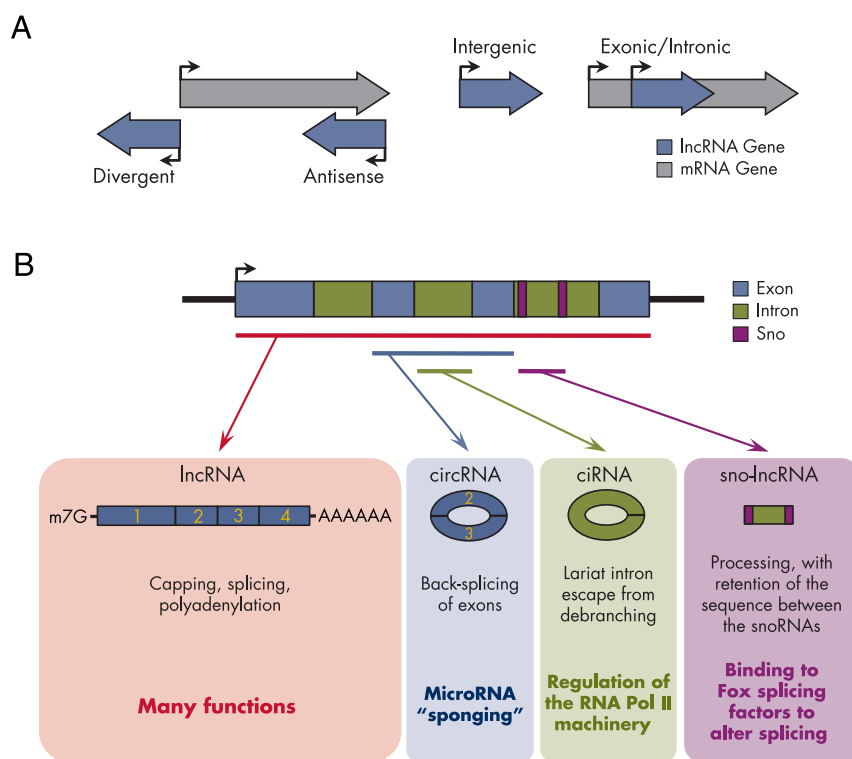 A
Intergenic
Exonic/Intronic
Divergent
Antisense
lncRNA Gene
mRNA Gene
B
Exon
Intron
Sno
lncRNA
m7G
1
2
3
4
AAAAAA
Capping, splicing,
polyadenylation
Many functions
circRNA
2
3
Back-splicing
of exons
MicroRNA
“sponging”
ciRNA
Lariat intron
escape from
debranching
Regulation of
the RNA Pol II
machinery
sno-lncRNA
Processing, with
retention of the
sequence between
the snoRNAs
Binding to
Fox splicing
factors to
alter splicing